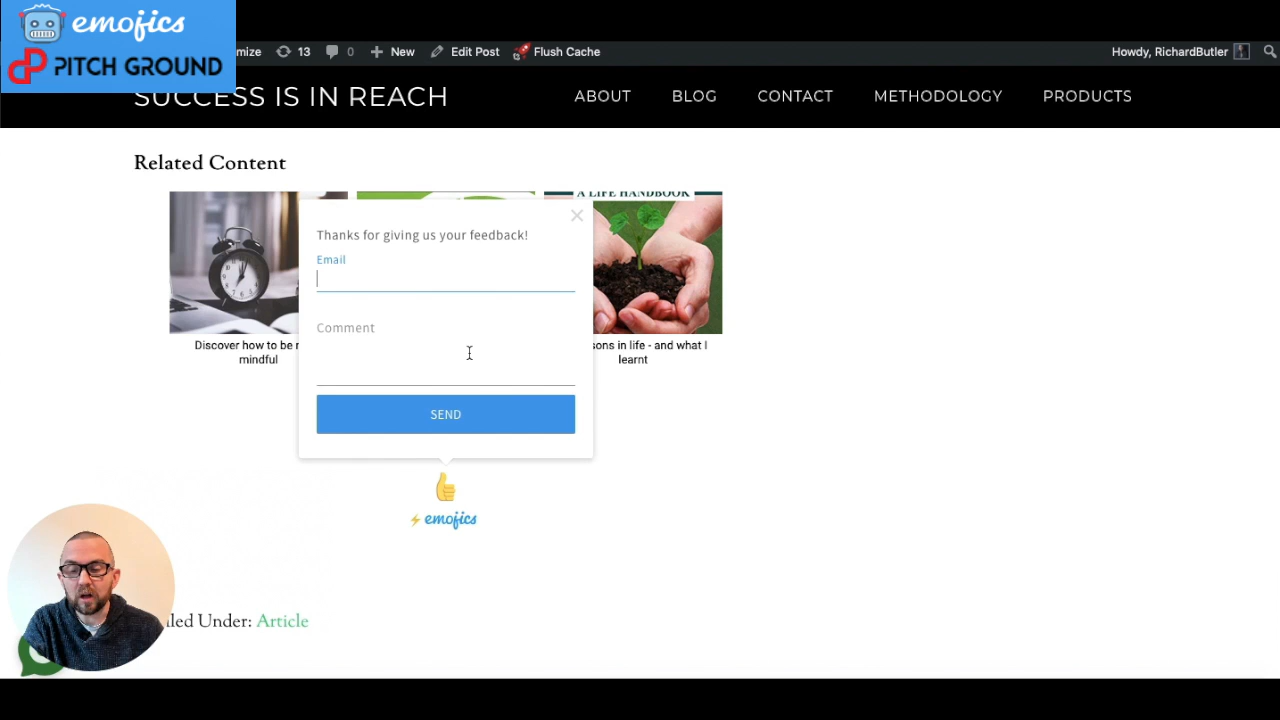 emojics
PITCH GROUND
mize 13 0 New Edit Post Flush Cache
Howdy, RichardButler
SUCCESS IS IN REACH
ABOUT BLOG CONTACT METHODOLOGY PRODUCTS
Related Content
A LIFE HANDBOOK
Thanks for giving us your feedback!
Email
Comment
SEND
Discover how to be
mindful
sons in life - and what I
learnt
emojics
iled Under: Article